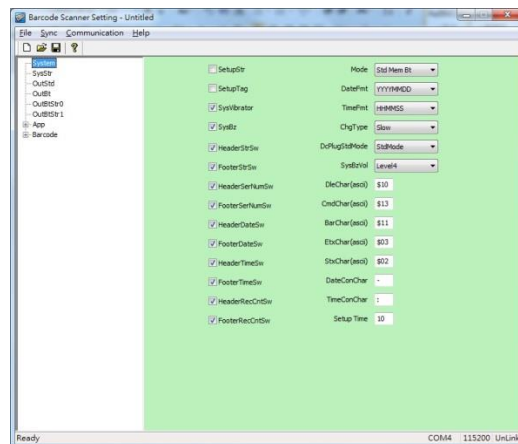 Barcode Scanner Setting - Untitled
File Sync Communication Help
System
SysStr
OutStd
OutBt
OutBtStr0
OutBtStr1
App
Barcode
SetupStr Mode Std Mem Bt
SetupTag DateFmt YYYYMMDD
SysVibrator TimeFmt HHMMSS
SysBz ChgType Slow
HeaderStrSw DcPlugStdMode StdMode
FooterStrSw SysBzVol Level4
HeaderSerNumSw DleChar(ascii) $10
FooterSerNumSw CmdChar(ascii) $13
HeaderDateSw BarChar(ascii) $11
FooterDateSw EtxChar(ascii) $03
HeaderTimeSw StxChar(ascii) $02
FooterTimeSw DateConChar -
HeaderRecCntSw TimeConChar :
FooterRecCntSw Setup Time 10
Ready COM4 115200 UnLink